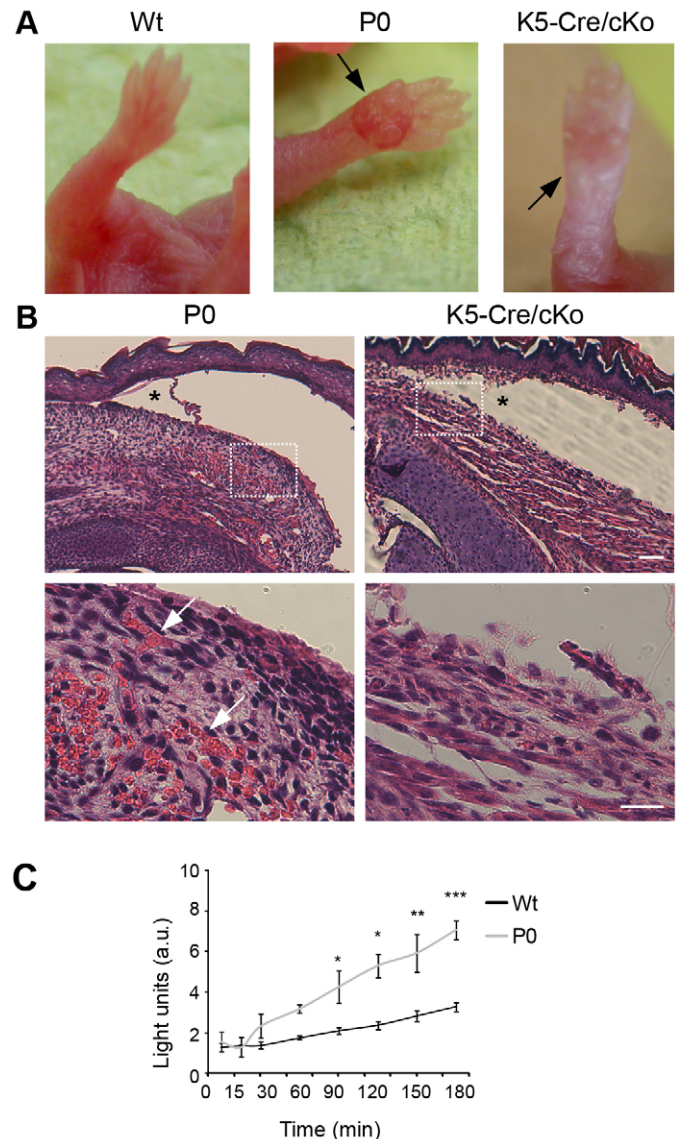 A
Wt P0 K5-Cre/cKo
B
P0 K5-Cre/cKo
*
*
C
10
8
6
4
2
0
Light units (a.u.)
* * ** ***
Wt
P0
0 15 30 60 90 120 150 180
Time (min)